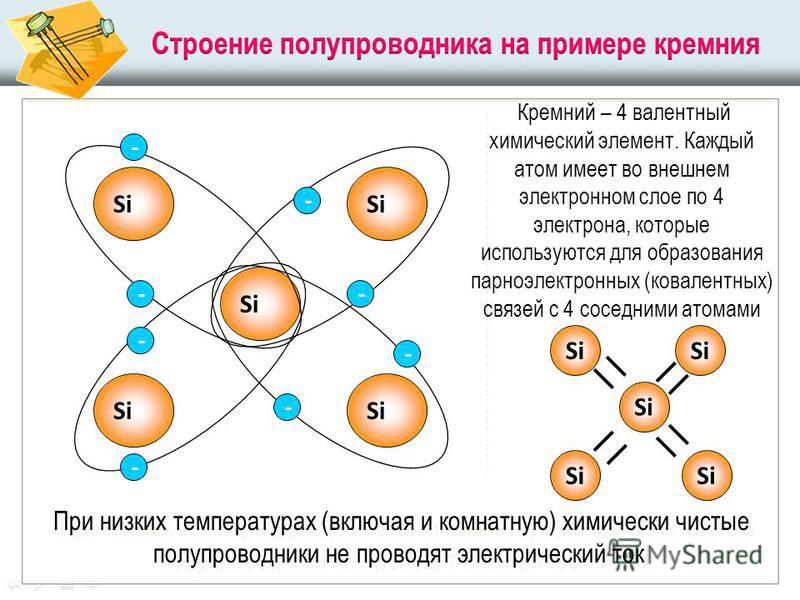 Строение полупроводника на примере кремния
Кремний – 4 валентный
химический элемент. Каждый
атом имеет во внешнем
электронном слое по 4
электрона, которые
используются для образования
парноэлектронных (ковалентных)
связей с 4 соседними атомами
-
Si
-
Si
-
-
Si
-
-
Si
-
Si
-
Si
Si
Si
Si
Si
При низких температурах (включая и комнатную) химически чистые
полупроводники не проводят электрический ток
MyShared